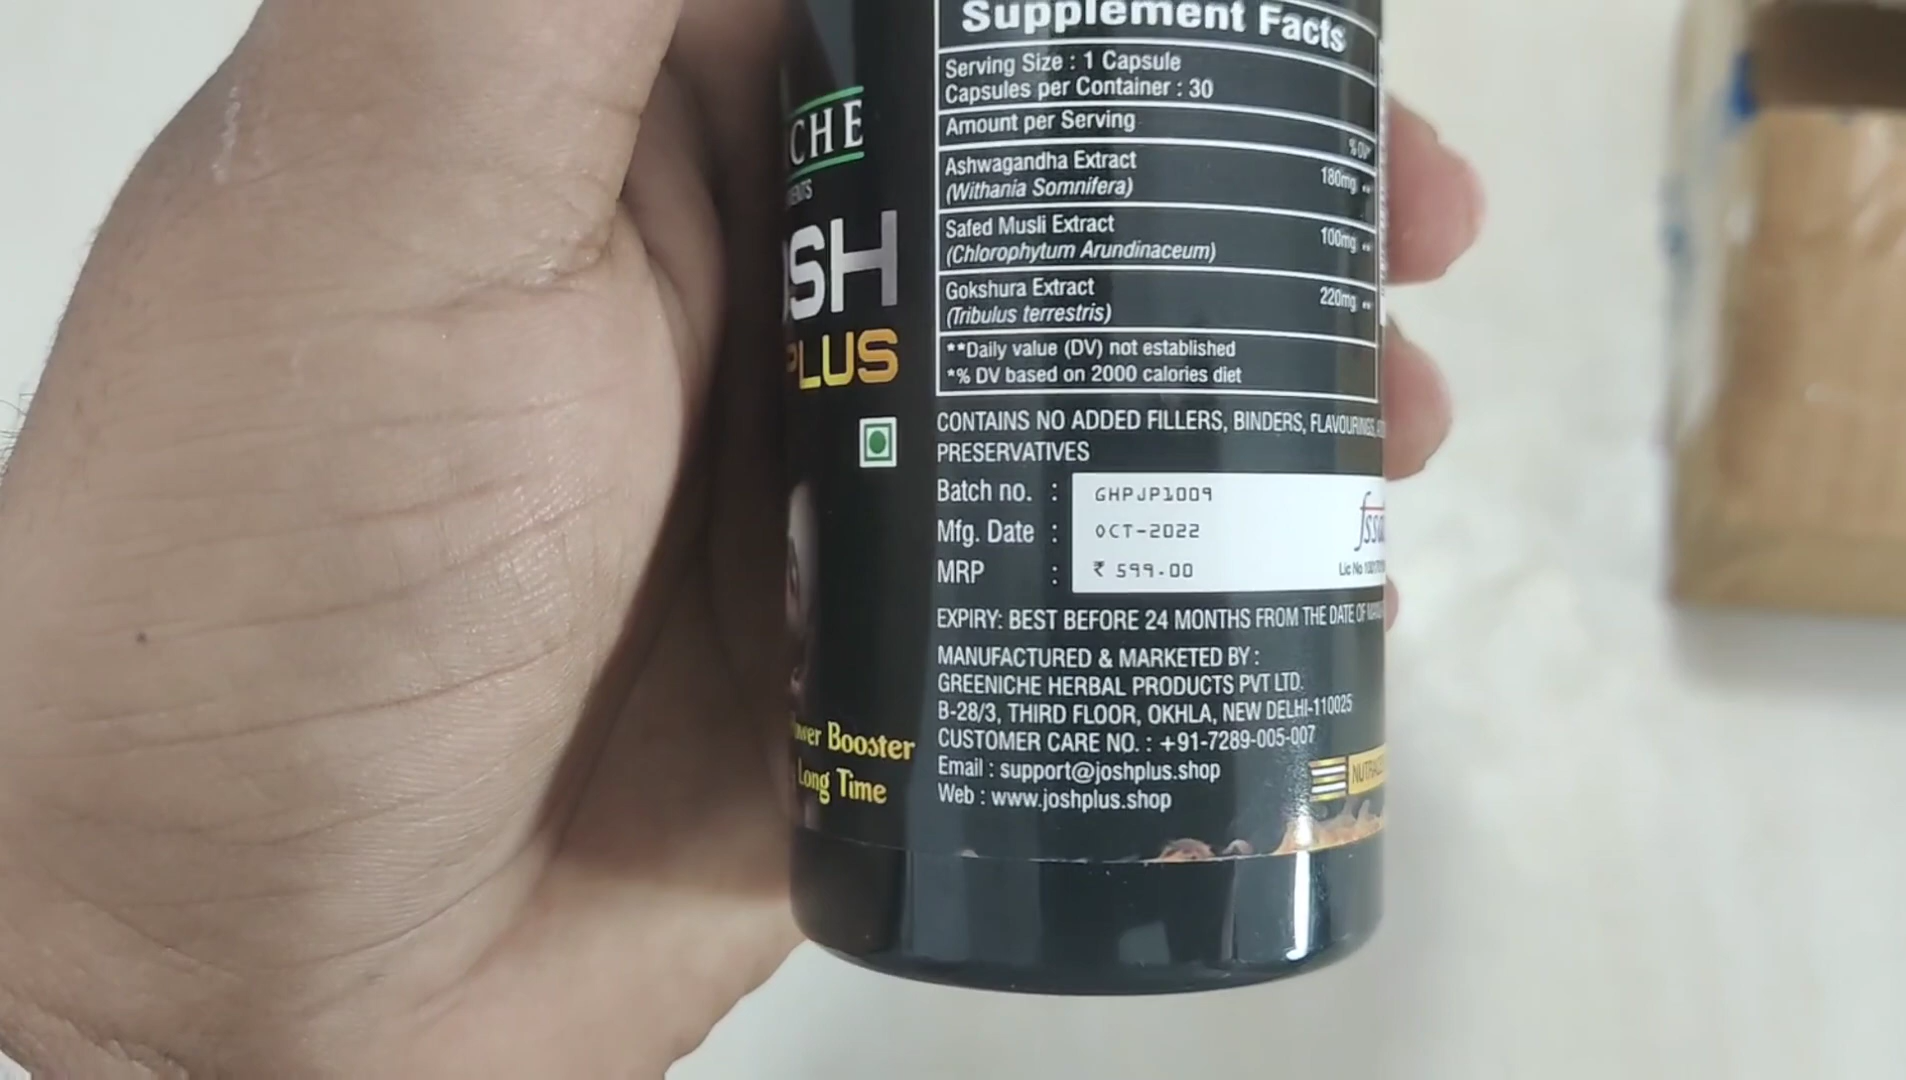 Supplement Facts
Serving Size : 1 Capsule
Capsules per Container : 30
Amount per Serving
% DV*
Ashwagandha Extract 180mg **
(Withania Somnifera)
Safed Musli Extract 100mg **
(Chlorophytum Arundinaceum)
Gokshura Extract 220mg **
(Tribulus terrestris)
**Daily value (DV) not established
*% DV based on 2000 calories diet
CONTAINS NO ADDED FILLERS, BINDERS, FLAVOURINGS,
PRESERVATIVES
Batch no. : GHPJP1009
Mfg. Date : OCT-2022
MRP : ₹ 599.00
fssa
Lic No
EXPIRY: BEST BEFORE 24 MONTHS FROM THE DATE OF
MANUFACTURED & MARKETED BY :
GREENICHE HERBAL PRODUCTS PVT LTD.
B-28/3, THIRD FLOOR, OKHLA, NEW DELHI-110025
CUSTOMER CARE NO. : +91-7289-005-007
Email : support@joshplus.shop
Web : www.joshplus.shop
ICHE
OSH
PLUS
Booster
Long Time